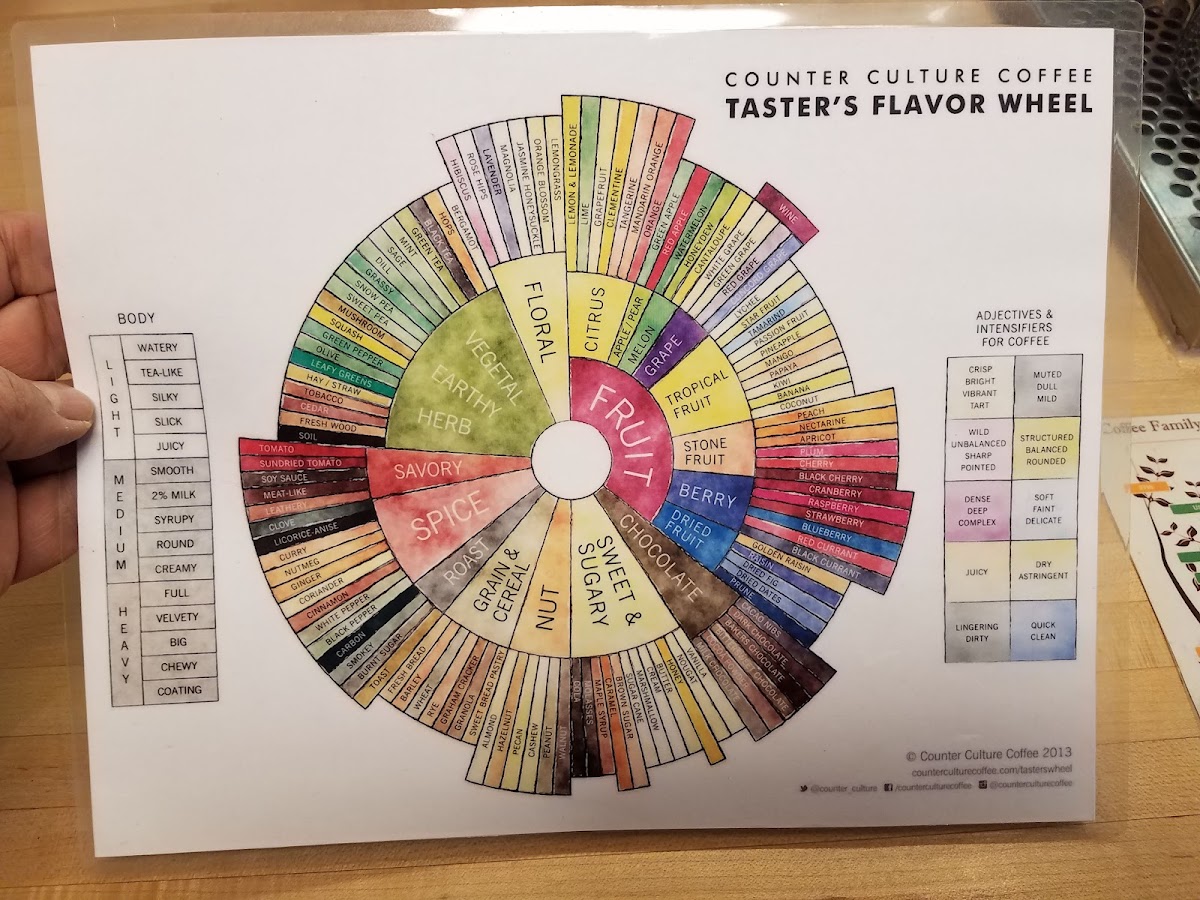 COUNTER CULTURE COFFEE
TASTER'S FLAVOR WHEEL
BODY
LIGHT
WATERY
TEA-LIKE
SILKY
SLICK
JUICY
MEDIUM
SMOOTH
2% MILK
SYRUPY
ROUND
CREAMY
HEAVY
FULL
VELVETY
BIG
CHEWY
COATING
FLORAL
HIBISCUS
ROSE HIPS
LAVENDER
MAGNOLIA
JASMINE HONEYSUCKLE
ORANGE BLOSSOM
LEMONGRASS
FRUIT
CITRUS
LEMON & LEMONADE
LIME
GRAPEFRUIT
CLEMENTINE
TANGERINE
MANDARIN ORANGE
ORANGE
APPLE/PEAR
GREEN APPLE
RED APPLE
MELON
WATERMELON
HONEYDEW
CANTALOUPE
GRAPE
WHITE GRAPE
GREEN GRAPE
RED GRAPE
WINE
TROPICAL
FRUIT
LYCHEE
STAR FRUIT
TAMARIND
PASSION FRUIT
PINEAPPLE
MANGO
PAPAYA
KIWI
BANANA
COCONUT
STONE
FRUIT
PEACH
NECTARINE
APRICOT
PLUM
CHERRY
BLACK CHERRY
BERRY
CRANBERRY
RASPBERRY
STRAWBERRY
BLUEBERRY
RED CURRANT
BLACK CURRANT
DRIED
FRUIT
GOLDEN RAISIN
RAISIN
DRIED FIG
DRIED DATES
PRUNE
CHOCOLATE
CACAO NIBS
DARK CHOCOLATE
BAKERS CHOCOLATE
CHOCOLATE
CHOCOLATE
SWEET &
SUGARY
VANILLA
NOUGAT
HONEY
BUTTER
CREAM
MARSHMALLOW
SUGAR CANE
BROWN SUGAR
CARAMEL
MAPLE SYRUP
MOLASSES
COLA
NUT
WALNUT
PEANUT
CASHEW
PECAN
HAZELNUT
ALMOND
GRAIN &
CEREAL
SWEET BREAD PASTRY
GRANOLA
GRAHAM CRACKER
RYE
WHEAT
BARLEY
FRESH BREAD
ROAST
TOAST
BURNT SUGAR
SMOKEY
CARBON
SPICE
BLACK PEPPER
WHITE PEPPER
CINNAMON
CORIANDER
GINGER
NUTMEG
CURRY
LICORICE-ANISE
CLOVE
SAVORY
LEATHERY
MEAT-LIKE
SOY SAUCE
SUNDRIED TOMATO
TOMATO
VEGETAL
EARTHY
HERB
SOIL
FRESH WOOD
CEDAR
TOBACCO
HAY / STRAW
LEAFY GREENS
OLIVE
GREEN PEPPER
SQUASH
MUSHROOM
SWEET PEA
SNOW PEA
GRASSY
DILL
SAGE
MINT
GREEN TEA
BLACK TEA
HOPS
BERGAMOT
ADJECTIVES &
INTENSIFIERS
FOR COFFEE
CRISP
BRIGHT
VIBRANT
TART
MUTED
DULL
MILD
WILD
UNBALANCED
SHARP
POINTED
STRUCTURED
BALANCED
ROUNDED
DENSE
DEEP
COMPLEX
SOFT
FAINT
DELICATE
JUICY
DRY
ASTRINGENT
LINGERING
DIRTY
QUICK
CLEAN
Coffee Family
© Counter Culture Coffee 2013
counterculturecoffee.com/tasterswheel
@counter_culture /counterculturecoffee @counterculturecoffee